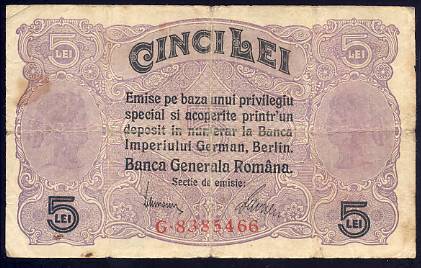 5 LEI CINCI LEI 5 LEI
Emise pe baza unui privilegiu
special si acoperite printr'un
deposit in numerar la Banca
Imperiului German, Berlin.
Banca Generala Româna.
Sectie de emisie:
5 LEI 5 LEI
G·8385466